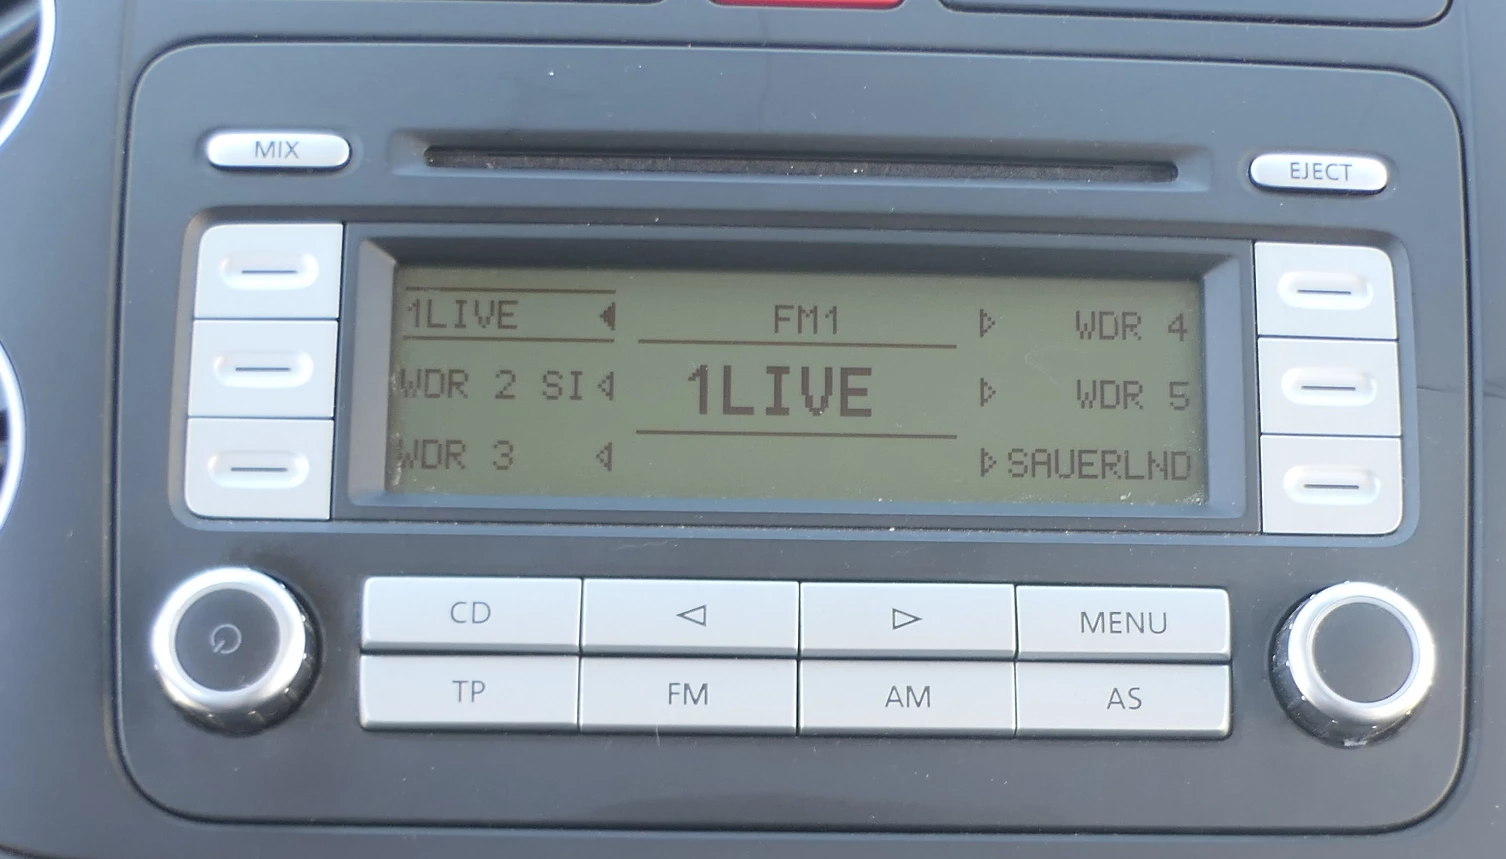 MIX
EJECT
1LIVE FM1 WDR 4
WDR 2 SI 1LIVE WDR 5
WDR 3 SAUERLND
CD MENU
TP FM AM AS